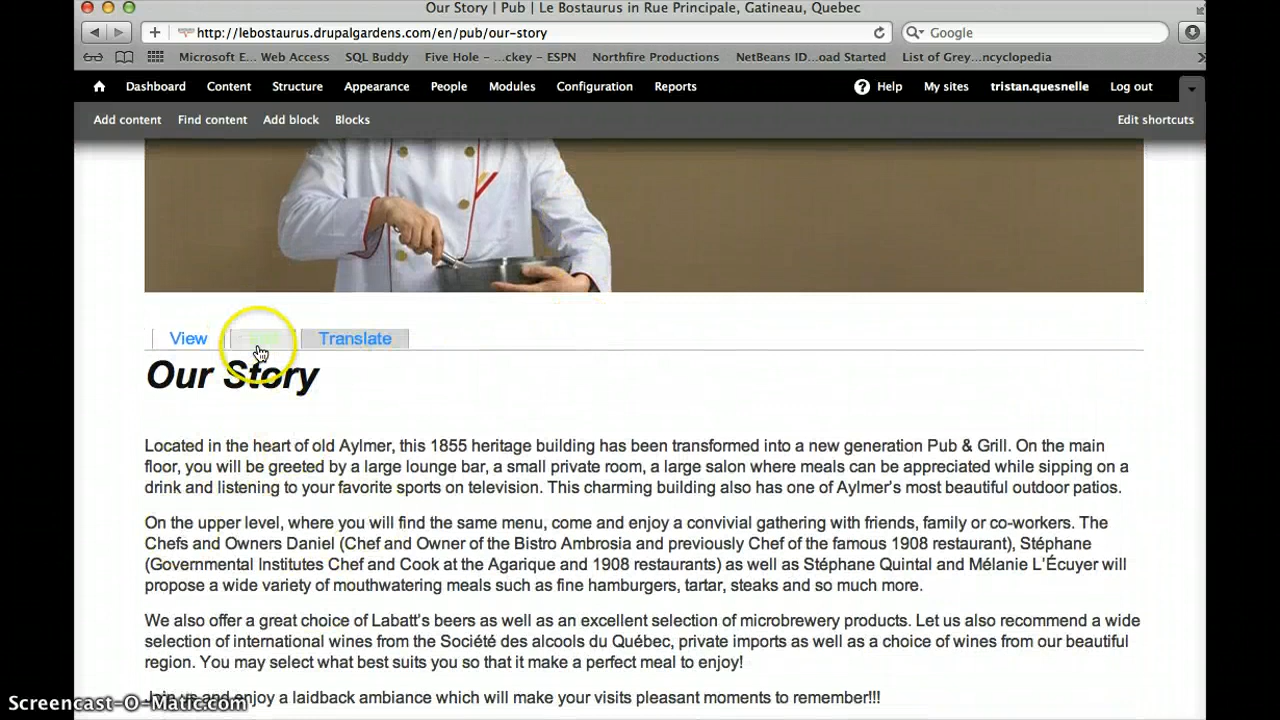 Our Story | Pub | Le Bostaurus in Rue Principale, Gatineau, Quebec
http://lebostaurus.drupalgardens.com/en/pub/our-story
Google
Microsoft E... Web Access SQL Buddy Five Hole – ...ckey – ESPN Northfire Productions NetBeans ID...oad Started List of Grey...ncyclopedia
Dashboard Content Structure Appearance People Modules Configuration Reports ? Help My sites tristan.quesnelle Log out
Add content Find content Add block Blocks Edit shortcuts
View Translate
Our Story
Located in the heart of old Aylmer, this 1855 heritage building has been transformed into a new generation Pub & Grill. On the main
floor, you will be greeted by a large lounge bar, a small private room, a large salon where meals can be appreciated while sipping on a
drink and listening to your favorite sports on television. This charming building also has one of Aylmer's most beautiful outdoor patios.
On the upper level, where you will find the same menu, come and enjoy a convivial gathering with friends, family or co-workers. The
Chefs and Owners Daniel (Chef and Owner of the Bistro Ambrosia and previously Chef of the famous 1908 restaurant), Stéphane
(Governmental Institutes Chef and Cook at the Agarique and 1908 restaurants) as well as Stéphane Quintal and Mélanie L'Écuyer will
propose a wide variety of mouthwatering meals such as fine hamburgers, tartar, steaks and so much more.
We also offer a great choice of Labatt's beers as well as an excellent selection of microbrewery products. Let us also recommend a wide
selection of international wines from the Société des alcools du Québec, private imports as well as a choice of wines from our beautiful
region. You may select what best suits you so that it make a perfect meal to enjoy!
and enjoy a laidback ambiance which will make your visits pleasant moments to remember!!!
Screencast-O-Matic.com